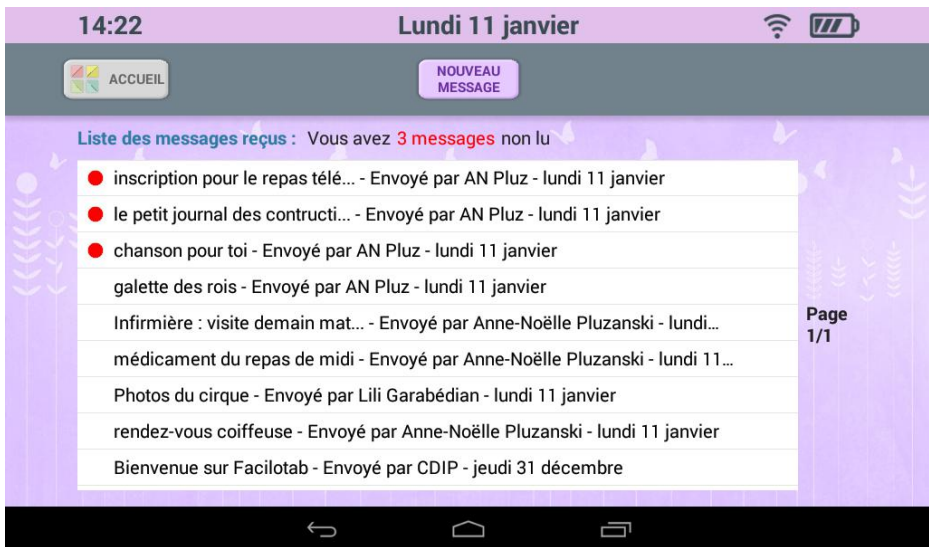 14:22 Lundi 11 janvier
ACCUEIL
NOUVEAU
MESSAGE
Liste des messages reçus : Vous avez 3 messages non lu
inscription pour le repas télé... - Envoyé par AN Pluz - lundi 11 janvier
le petit journal des contructi... - Envoyé par AN Pluz - lundi 11 janvier
chanson pour toi - Envoyé par AN Pluz - lundi 11 janvier
galette des rois - Envoyé par AN Pluz - lundi 11 janvier
Infirmière : visite demain mat... - Envoyé par Anne-Noëlle Pluzanski - lundi...
médicament du repas de midi - Envoyé par Anne-Noëlle Pluzanski - lundi 11...
Photos du cirque - Envoyé par Lili Garabédian - lundi 11 janvier
rendez-vous coiffeuse - Envoyé par Anne-Noëlle Pluzanski - lundi 11 janvier
Bienvenue sur Facilotab - Envoyé par CDIP - jeudi 31 décembre
Page
1/1